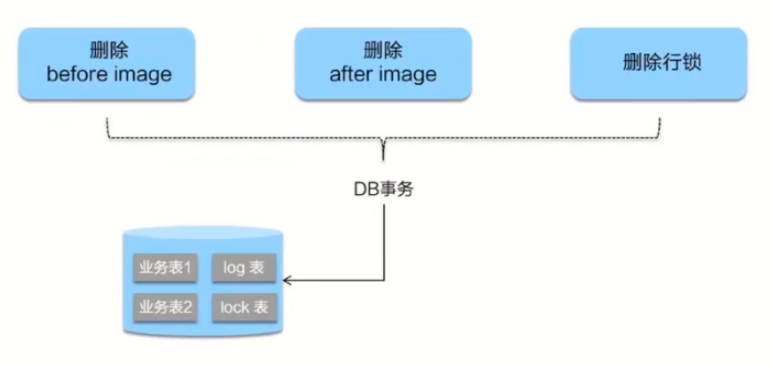 删除
before image
删除
after image
删除行锁
DB事务
业务表1
log 表
业务表2
lock 表